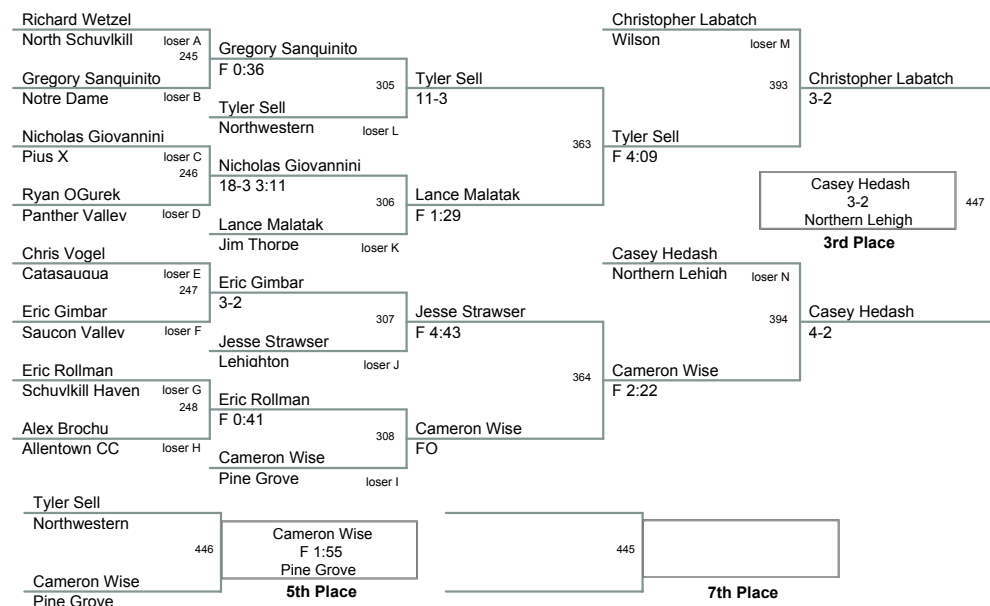 Richard Wetzel
North Schuylkill
loser A
245
Gregory Sanquinito
Notre Dame
loser B
Nicholas Giovannini
Pius X
loser C
246
Ryan OGurek
Panther Valley
loser D
Chris Vogel
Catasauqua
loser E
247
Eric Gimbar
Saucon Valley
loser F
Eric Rollman
Schuylkill Haven
loser G
248
Alex Brochu
Allentown CC
loser H
Gregory Sanquinito
F 0:36
305
Tyler Sell
Northwestern
loser L
Nicholas Giovannini
18-3 3:11
306
Lance Malatak
Jim Thorpe
loser K
Eric Gimbar
3-2
307
Jesse Strawser
Lehighton
loser J
Eric Rollman
F 0:41
308
Cameron Wise
Pine Grove
loser I
Tyler Sell
11-3
363
Lance Malatak
F 1:29
Jesse Strawser
F 4:43
364
Cameron Wise
FO
Christopher Labatch
Wilson
loser M
393
Tyler Sell
F 4:09
Casey Hedash
Northern Lehigh
loser N
394
Cameron Wise
F 2:22
Christopher Labatch
3-2
Casey Hedash
3-2
Northern Lehigh
447
3rd Place
Casey Hedash
4-2
Tyler Sell
Northwestern
446
Cameron Wise
Pine Grove
Cameron Wise
F 1:55
Pine Grove
5th Place
445
7th Place